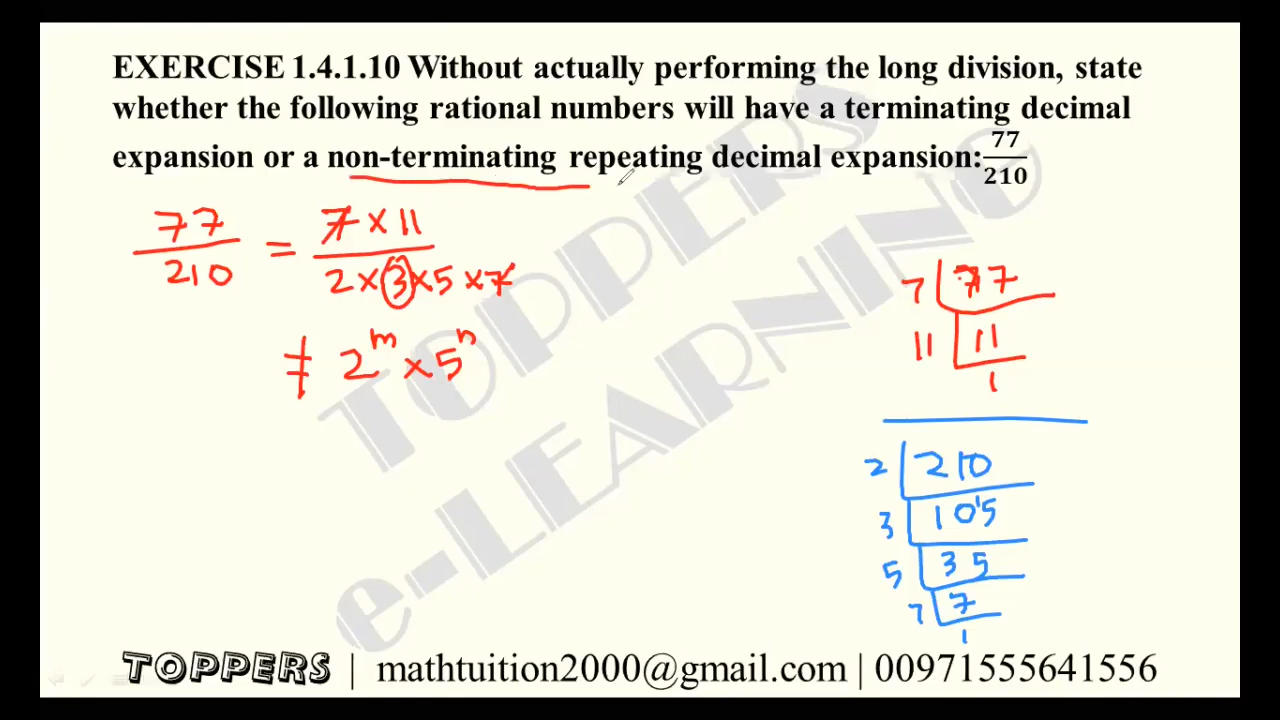 EXERCISE 1.4.1.10 Without actually performing the long division, state
whether the following rational numbers will have a terminating decimal
expansion or a non-terminating repeating decimal expansion: 77/210
77/210 = 7 × 11 / 2 × 3 × 5 × 7
≠ 2^m × 5^n
7 | 77
11 | 11
1
2 | 210
3 | 105
5 | 35
7 | 7
1
TOPPERS
e-LEARNING
TOPPERS | mathtuition2000@gmail.com | 00971555641556